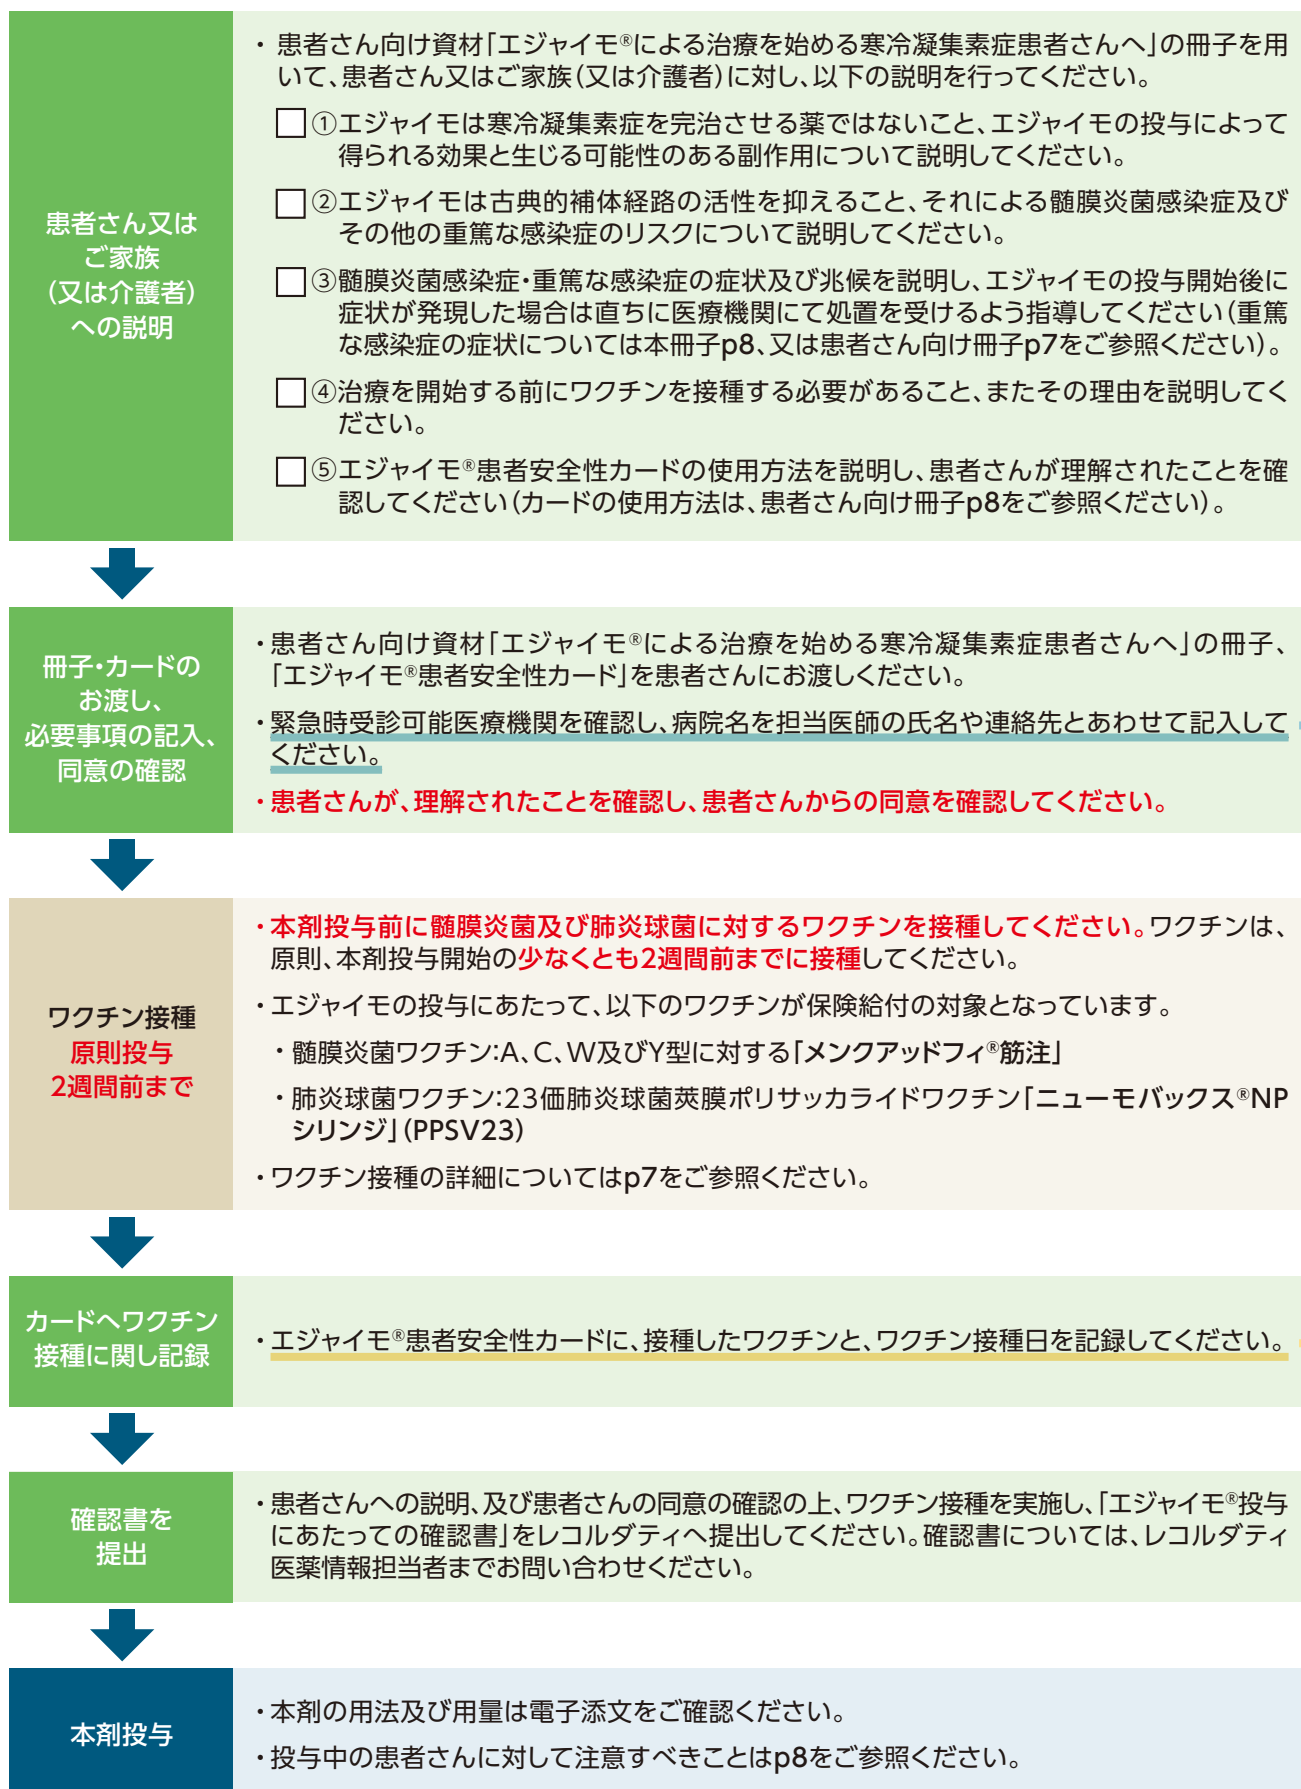 患者さん又は
ご家族
（又は介護者）
への説明
・患者さん向け資材「エジャイモ®による治療を始める寒冷凝集素症患者さんへ」の冊子を用
いて、患者さん又はご家族（又は介護者）に対し、以下の説明を行ってください。
①エジャイモは寒冷凝集素症を完治させる薬ではないこと、エジャイモの投与によって
得られる効果と生じる可能性のある副作用について説明してください。
②エジャイモは古典的補体経路の活性を抑えること、それによる髄膜炎菌感染症及び
その他の重篤な感染症のリスクについて説明してください。
③髄膜炎菌感染症・重篤な感染症の症状及び兆候を説明し、エジャイモの投与開始後に
症状が発現した場合は直ちに医療機関にて処置を受けるよう指導してください（重篤
な感染症の症状については本冊子p8、又は患者さん向け冊子p7をご参照ください）。
④治療を開始する前にワクチンを接種する必要があること、またその理由を説明してく
ださい。
⑤エジャイモ®患者安全性カードの使用方法を説明し、患者さんが理解されたことを確
認してください（カードの使用方法は、患者さん向け冊子p8をご参照ください）。
冊子・カードの
お渡し、
必要事項の記入、
同意の確認
・患者さん向け資材「エジャイモ®による治療を始める寒冷凝集素症患者さんへ」の冊子、
「エジャイモ®患者安全性カード」を患者さんにお渡しください。
・緊急時受診可能医療機関を確認し、病院名を担当医師の氏名や連絡先とあわせて記入して
ください。
・患者さんが、理解されたことを確認し、患者さんからの同意を確認してください。
ワクチン接種
原則投与
2週間前まで
・本剤投与前に髄膜炎菌及び肺炎球菌に対するワクチンを接種してください。ワクチンは、
原則、本剤投与開始の少なくとも2週間前までに接種してください。
・エジャイモの投与にあたって、以下のワクチンが保険給付の対象となっています。
・髄膜炎菌ワクチン：A、C、W及びY型に対する「メンクアッドフィ®筋注」
・肺炎球菌ワクチン：23価肺炎球菌莢膜ポリサッカライドワクチン「ニューモバックス®NP
シリンジ」（PPSV23）
・ワクチン接種の詳細についてはp7をご参照ください。
カードへワクチン
接種に関し記録
・エジャイモ®患者安全性カードに、接種したワクチンと、ワクチン接種日を記録してください。
確認書を
提出
・患者さんへの説明、及び患者さんの同意の確認の上、ワクチン接種を実施し、「エジャイモ®投与
にあたっての確認書」をレコルダティへ提出してください。確認書については、レコルダティ
医薬情報担当者までお問い合わせください。
本剤投与
・本剤の用法及び用量は電子添文をご確認ください。
・投与中の患者さんに対して注意すべきことはp8をご参照ください。